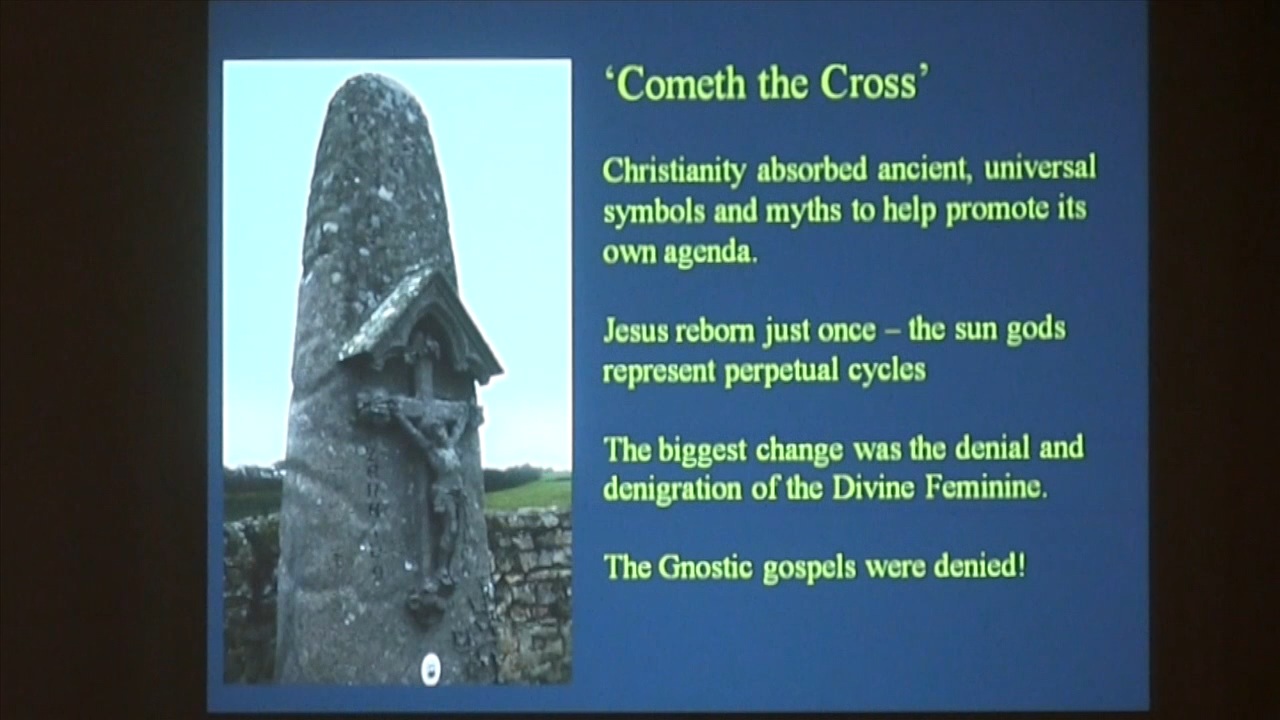 ‘Cometh the Cross’
Christianity absorbed ancient, universal
symbols and myths to help promote its
own agenda.
Jesus reborn just once – the sun gods
represent perpetual cycles
The biggest change was the denial and
denigration of the Divine Feminine.
The Gnostic gospels were denied!